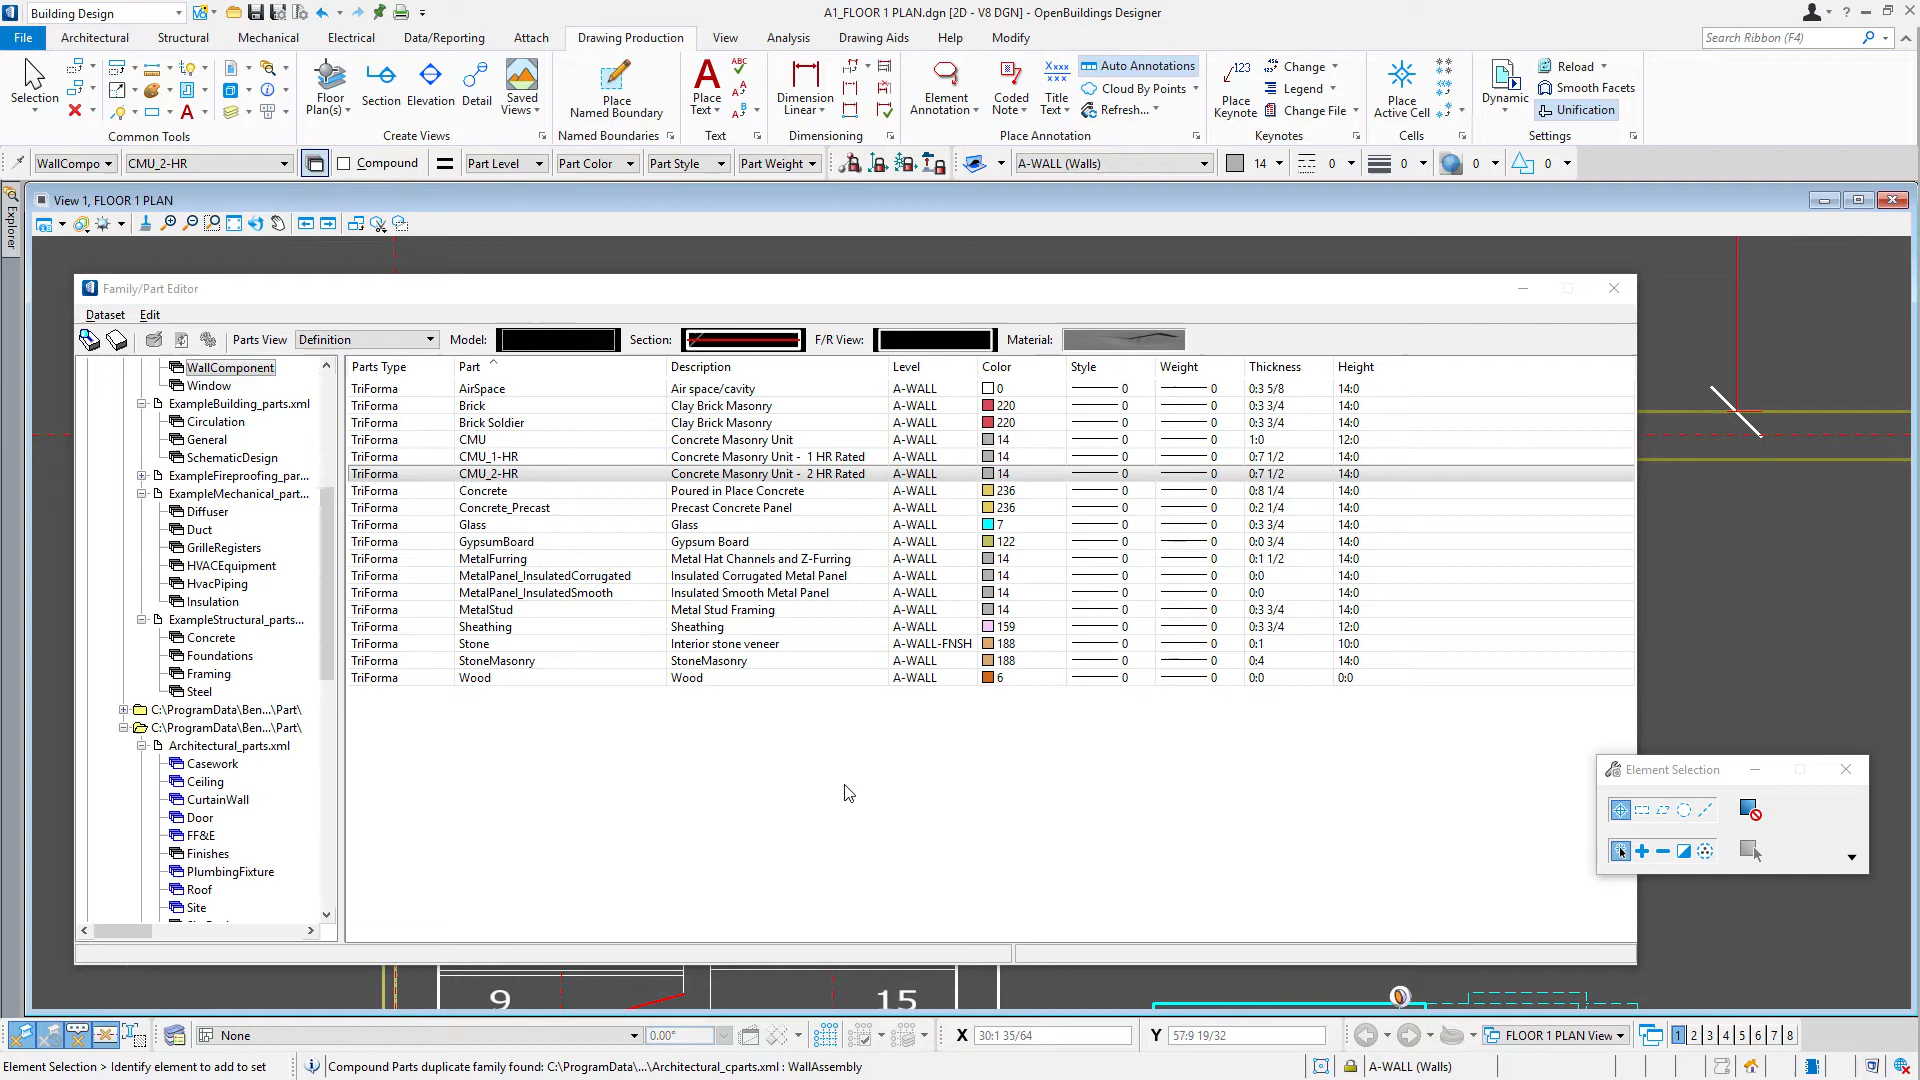 Building Design
A1_FLOOR 1 PLAN.dgn [2D - V8 DGN] - OpenBuildings Designer
File Architectural Structural Mechanical Electrical Data/Reporting Attach Drawing Production View Analysis Drawing Aids Help Modify
Search Ribbon (F4)
Selection
Common Tools
Floor Plan(s)
Section
Elevation
Detail
Saved Views
Create Views
Place Named Boundary
Named Boundaries
Place Text
Text
Dimension Linear
Dimensioning
Element Annotation
Coded Note
Title Text
Auto Annotations
Cloud By Points
Refresh...
Place Annotation
Place Keynote
Change
Legend
Change File
Keynotes
Place Active Cell
Cells
Dynamic
Reload
Smooth Facets
Unification
Settings
WallCompo CMU_2-HR Compound Part Level Part Color Part Style Part Weight A-WALL (Walls) 14 0 0 0 0
Explorer
View 1, FLOOR 1 PLAN
Family/Part Editor
Dataset Edit
Parts View Definition Model: Section: F/R View: Material:
WallComponent
Window
ExampleBuilding_parts.xml
Circulation
General
SchematicDesign
ExampleFireproofing_par...
ExampleMechanical_part...
Diffuser
Duct
GrilleRegisters
HVACEquipment
HvacPiping
Insulation
ExampleStructural_parts...
Concrete
Foundations
Framing
Steel
C:\ProgramData\Ben...\Part\
C:\ProgramData\Ben...\Part\
Architectural_parts.xml
Casework
Ceiling
CurtainWall
Door
FF&E
Finishes
PlumbingFixture
Roof
Site
Parts Type Part Description Level Color Style Weight Thickness Height
TriForma AirSpace Air space/cavity A-WALL 0 0 0 0:3 5/8 14:0
TriForma Brick Clay Brick Masonry A-WALL 220 0 0 0:3 3/4 14:0
TriForma Brick Soldier Clay Brick Masonry A-WALL 220 0 0 0:3 3/4 14:0
TriForma CMU Concrete Masonry Unit A-WALL 14 0 0 1:0 12:0
TriForma CMU_1-HR Concrete Masonry Unit - 1 HR Rated A-WALL 14 0 0 0:7 1/2 14:0
TriForma CMU_2-HR Concrete Masonry Unit - 2 HR Rated A-WALL 14 0 0 0:7 1/2 14:0
TriForma Concrete Poured in Place Concrete A-WALL 236 0 0 0:8 1/4 14:0
TriForma Concrete_Precast Precast Concrete Panel A-WALL 236 0 0 0:2 1/4 14:0
TriForma Glass Glass A-WALL 7 0 0 0:3 3/4 14:0
TriForma GypsumBoard Gypsum Board A-WALL 122 0 0 0:0 3/4 14:0
TriForma MetalFurring Metal Hat Channels and Z-Furring A-WALL 14 0 0 0:1 1/2 14:0
TriForma MetalPanel_InsulatedCorrugated Insulated Corrugated Metal Panel A-WALL 14 0 0 0:0 14:0
TriForma MetalPanel_InsulatedSmooth Insulated Smooth Metal Panel A-WALL 14 0 0 0:0 14:0
TriForma MetalStud Metal Stud Framing A-WALL 14 0 0 0:3 3/4 14:0
TriForma Sheathing Sheathing A-WALL 159 0 0 0:3 3/4 12:0
TriForma Stone Interior stone veneer A-WALL-FNSH 188 0 0 0:1 10:0
TriForma StoneMasonry StoneMasonry A-WALL 188 0 0 0:4 14:0
TriForma Wood Wood A-WALL 6 0 0 0:0 0:0
Element Selection
9 15
None 0.00° X 30:1 35/64 Y 57:9 19/32 FLOOR 1 PLAN View 1 2 3 4 5 6 7 8
Element Selection > Identify element to add to set Compound Parts duplicate family found: C:\ProgramData\...\Architectural_cparts.xml : WallAssembly A-WALL (Walls)